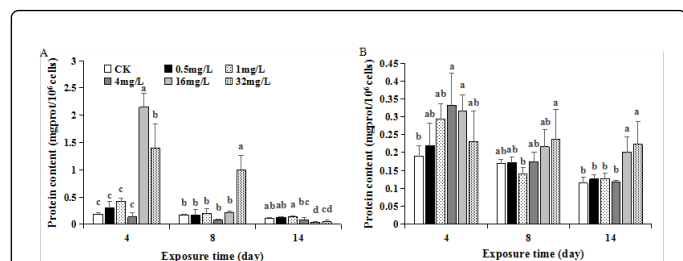 A
Protein content (mgprot/10⁶ cells)
3
2.5
2
1.5
1
0.5
0
CK 0.5mg/L 1mg/L
4mg/L 16mg/L 32mg/L
c c c c a b
b b b b b a
ab ab a bc d cd
4 8 14
Exposure time (day)
B
Protein content (mgprot/10⁶ cells)
0.45
0.4
0.35
0.3
0.25
0.2
0.15
0.1
0.05
0
b ab ab a a ab
ab ab b ab ab a
b b b b a a
4 8 14
Exposure time (day)